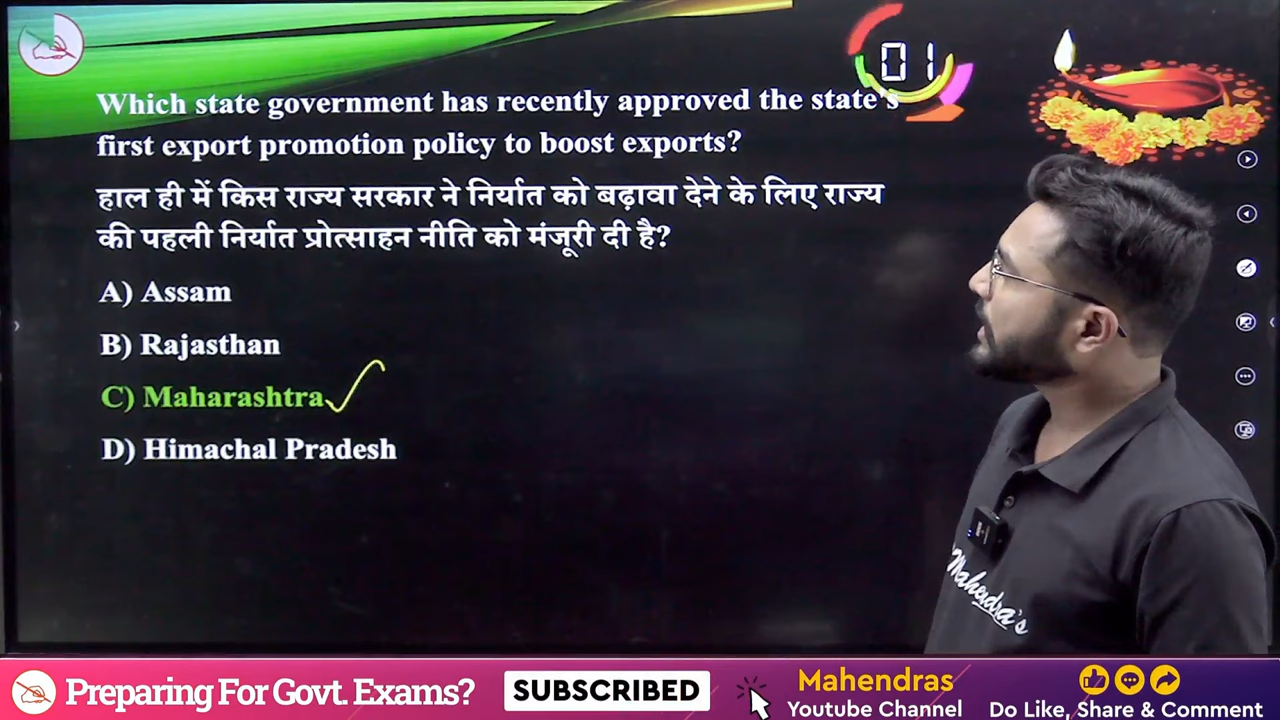 01
Which state government has recently approved the state's
first export promotion policy to boost exports?
हाल ही में किस राज्य सरकार ने निर्यात को बढ़ावा देने के लिए राज्य
की पहली निर्यात प्रोत्साहन नीति को मंजूरी दी है?
A) Assam
B) Rajasthan
C) Maharashtra
D) Himachal Pradesh
Mahendra's
Preparing For Govt. Exams?
SUBSCRIBED
Mahendras
Youtube Channel
Do Like, Share & Comment